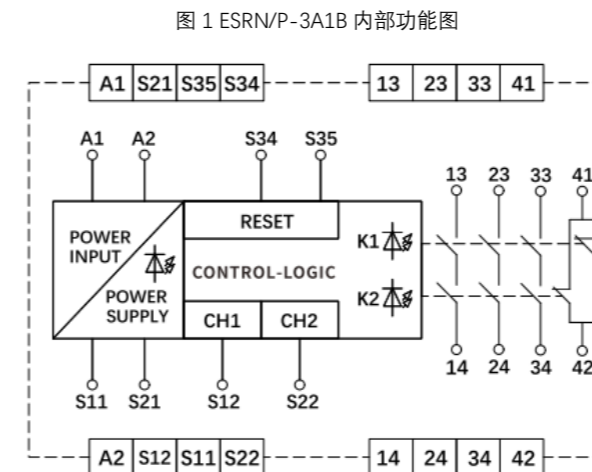 图 1 ESRN/P-3A1B 内部功能图
A1 S21 S35 S34 13 23 33 41
A1 A2 S34 S35
13 23 33 41
RESET
POWER INPUT
K1
CONTROL-LOGIC
POWER SUPPLY
K2
CH1 CH2
14 24 34 42
S11 S21 S12 S22
A2 S12 S11 S22 14 24 34 42